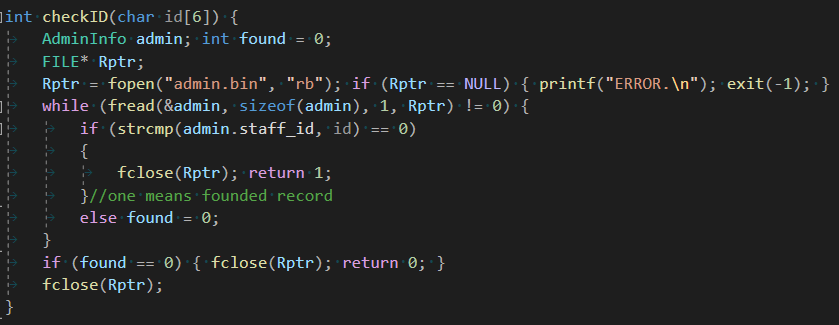 int checkID(char id[6]) {
AdminInfo admin; int found = 0;
FILE* Rptr;
Rptr = fopen("admin.bin", "rb"); if (Rptr == NULL) { printf("ERROR.\n"); exit(-1); }
while (fread(&admin, sizeof(admin), 1, Rptr) != 0) {
if (strcmp(admin.staff_id, id) == 0)
{
fclose(Rptr); return 1;
}//one means founded record
else found = 0;
}
if (found == 0) { fclose(Rptr); return 0; }
fclose(Rptr);
}